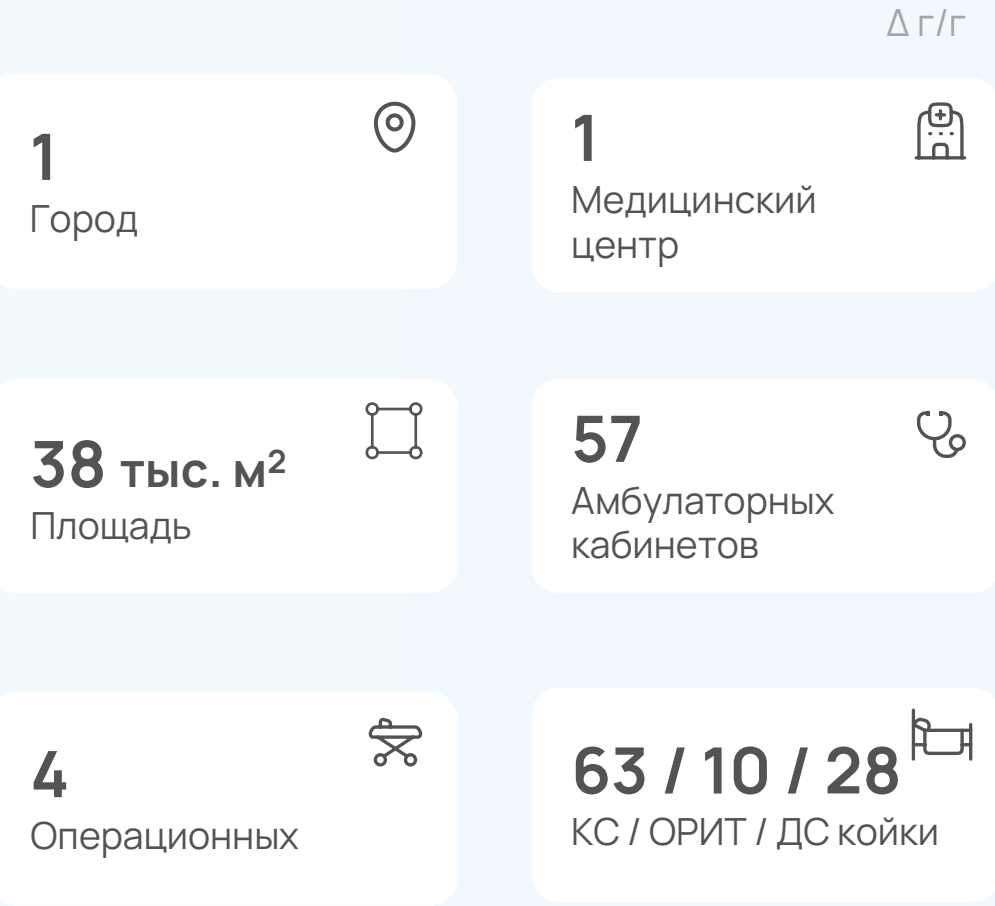 Δ г/г
1
Город
1
Медицинский
центр
38 тыс. м²
Площадь
57
Амбулаторных
кабинетов
4
Операционных
63 / 10 / 28
КС / ОРИТ / ДС койки